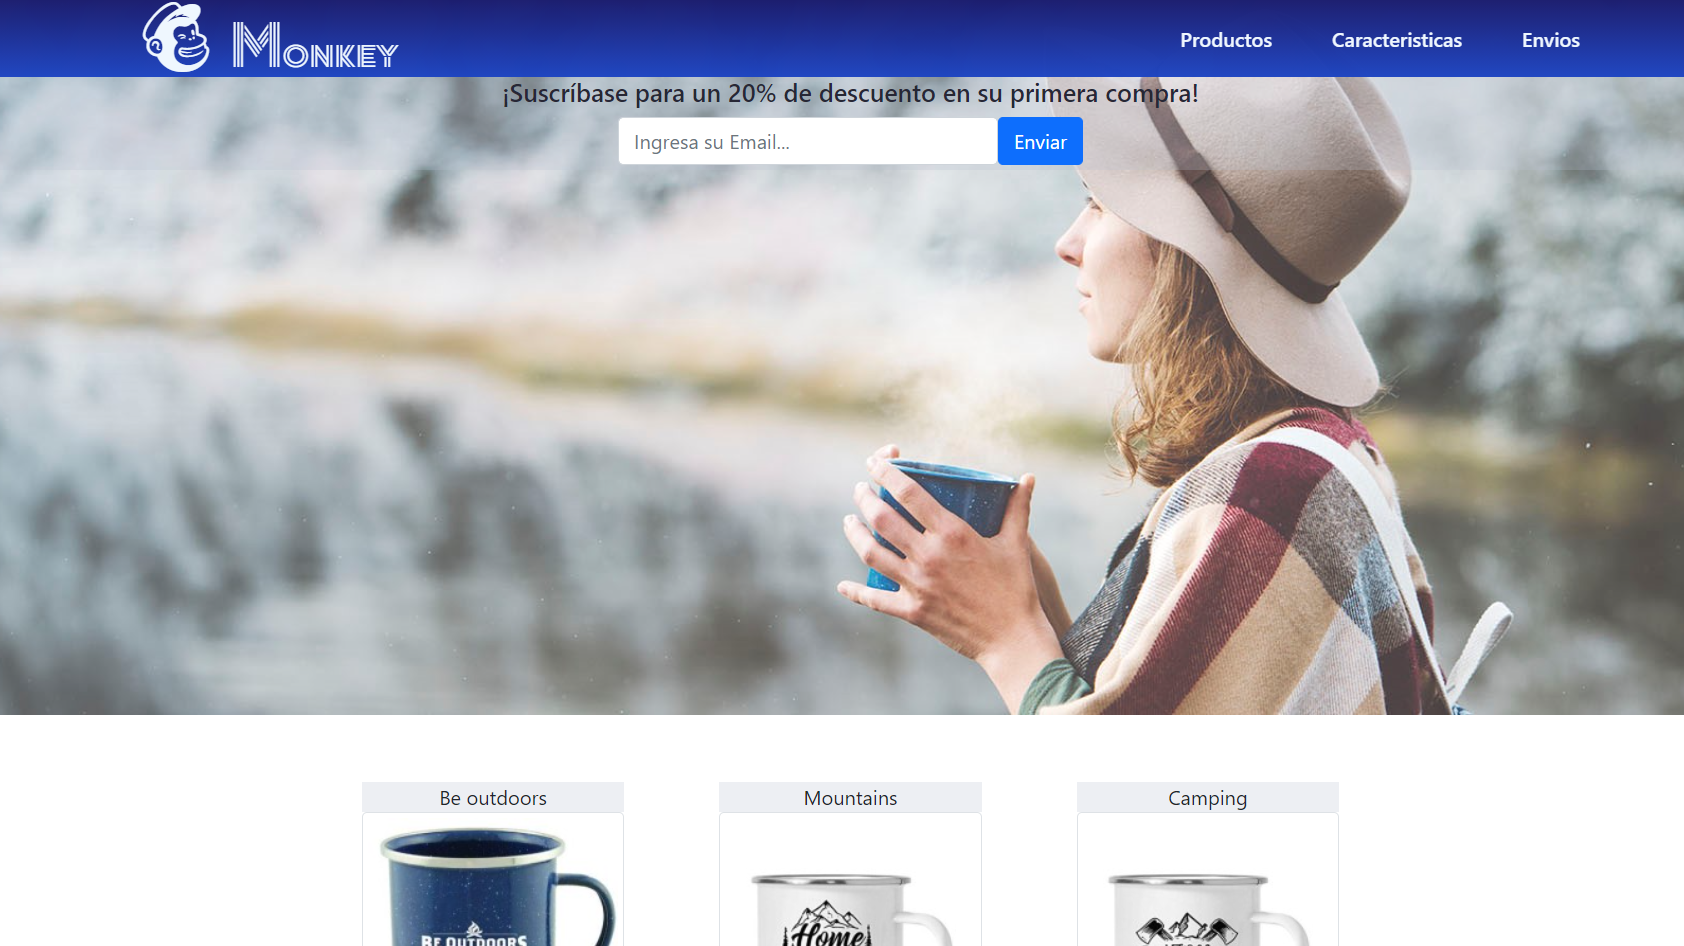 Monkey
Productos
Caracteristicas
Envios
¡Suscríbase para un 20% de descuento en su primera compra!
Ingresa su Email...
Enviar
Be outdoors
Mountains
Camping
BE OUTDOORS
Home